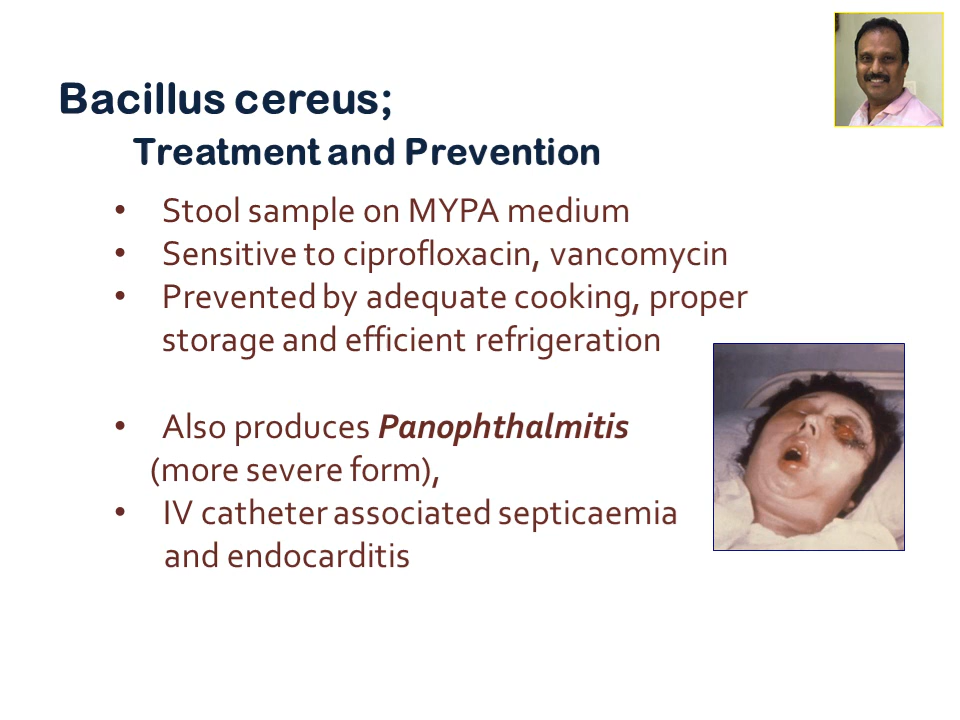 Bacillus cereus;
Treatment and Prevention
• Stool sample on MYPA medium
• Sensitive to ciprofloxacin, vancomycin
• Prevented by adequate cooking, proper
storage and efficient refrigeration
• Also produces Panophthalmitis
(more severe form),
• IV catheter associated septicaemia
and endocarditis